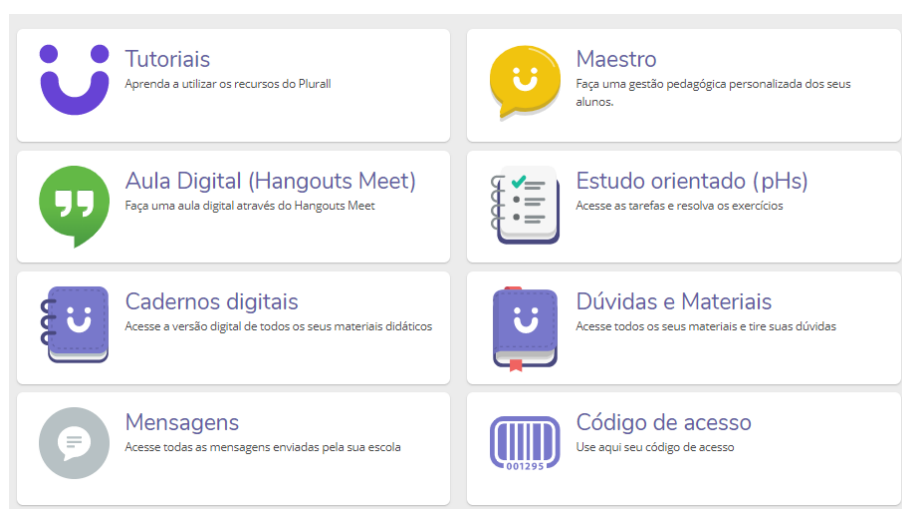 Tutoriais
Aprenda a utilizar os recursos do Plurall
Maestro
Faça uma gestão pedagógica personalizada dos seus
alunos.
Aula Digital (Hangouts Meet)
Faça uma aula digital através do Hangouts Meet
Estudo orientado (pHs)
Acesse as tarefas e resolva os exercícios
Cadernos digitais
Acesse a versão digital de todos os seus materiais didáticos
Dúvidas e Materiais
Acesse todos os seus materiais e tire suas dúvidas
Mensagens
Acesse todas as mensagens enviadas pela sua escola
Código de acesso
Use aqui seu código de acesso
001295